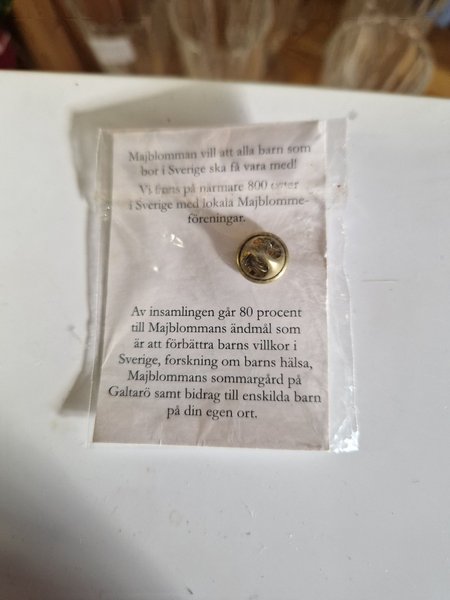 Majblomman vill att alla barn som
bor i Sverige ska få vara med!
Vi finns på närmare 800 orter
i Sverige med lokala Majblomme-
föreningar.
Av insamlingen går 80 procent
till Majblommans ändmål som
är att förbättra barns villkor i
Sverige, forskning om barns hälsa,
Majblommans sommargård på
Galtarö samt bidrag till enskilda barn
på din egen ort.